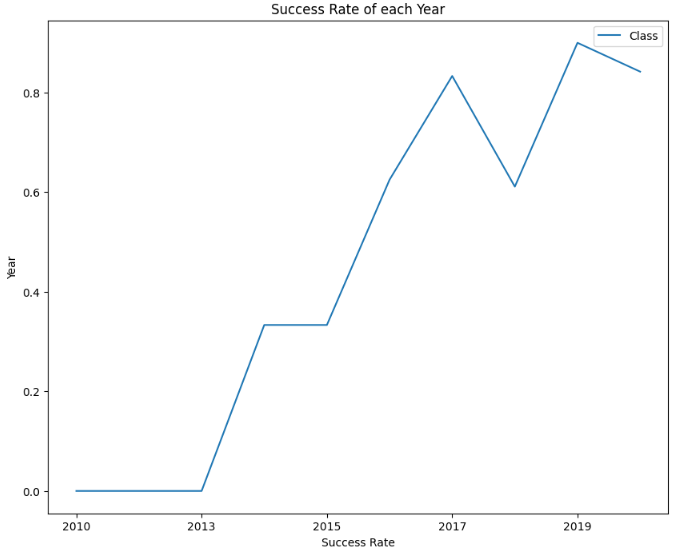 Success Rate of each Year
Class
0.8
0.6
0.4
0.2
0.0
Year
2010 2013 2015 2017 2019
Success Rate